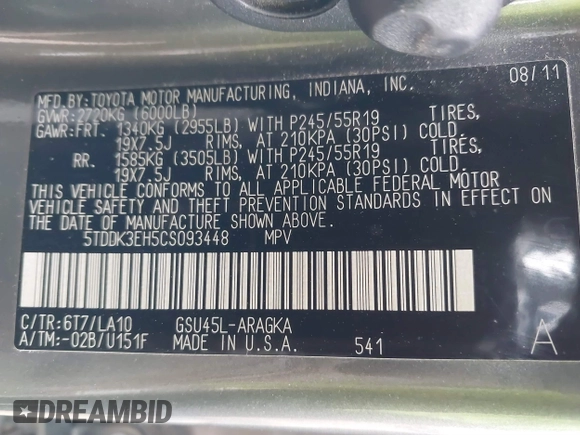 MFD.BY:TOYOTA MOTOR MANUFACTURING, INDIANA, INC. 08/11
GVWR:2720KG (6000LB)
GAWR:FRT. 1340KG (2955LB) WITH P245/55R19 TIRES,
19X7.5J RIMS, AT 210KPA (30PSI) COLD.
RR. 1585KG (3505LB) WITH P245/55R19 TIRES,
19X7.5J RIMS, AT 210KPA (30PSI) COLD.
THIS VEHICLE CONFORMS TO ALL APPLICABLE FEDERAL MOTOR
VEHICLE SAFETY AND THEFT PREVENTION STANDARDS IN EFFECT ON
THE DATE OF MANUFACTURE SHOWN ABOVE.
5TDDK3EH5CS093448 MPV
C/TR:6T7/LA10 GSU45L-ARAGKA
A/TM:-02B/U151F MADE IN U.S.A. 541 A
DREAMBID